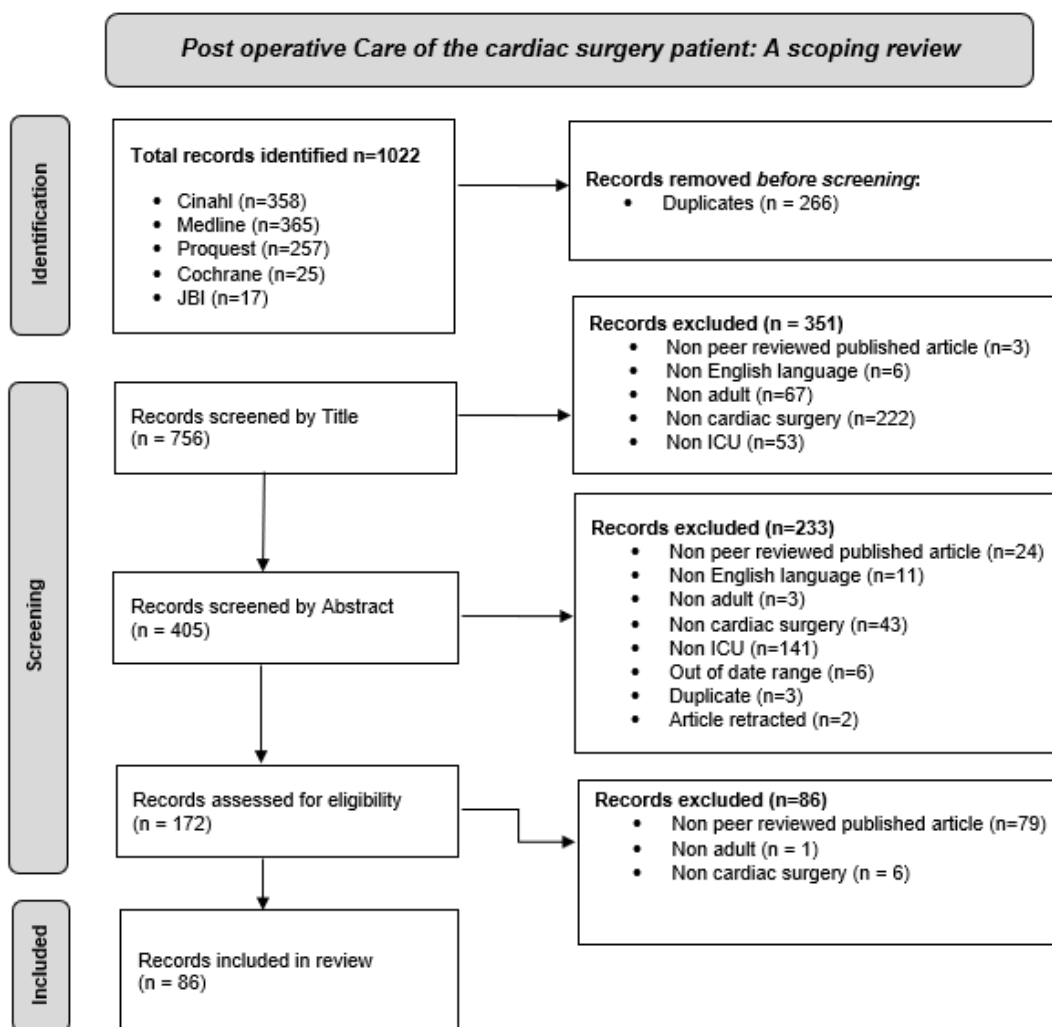 Post operative Care of the cardiac surgery patient: A scoping review
Identification
Total records identified n=1022
• Cinahl (n=358)
• Medline (n=365)
• Proquest (n=257)
• Cochrane (n=25)
• JBI (n=17)
Records removed before screening:
• Duplicates (n = 266)
Screening
Records screened by Title
(n = 756)
Records excluded (n = 351)
• Non peer reviewed published article (n=3)
• Non English language (n=6)
• Non adult (n=67)
• Non cardiac surgery (n=222)
• Non ICU (n=53)
Records screened by Abstract
(n = 405)
Records excluded (n=233)
• Non peer reviewed published article (n=24)
• Non English language (n=11)
• Non adult (n=3)
• Non cardiac surgery (n=43)
• Non ICU (n=141)
• Out of date range (n=6)
• Duplicate (n=3)
• Article retracted (n=2)
Records assessed for eligibility
(n = 172)
Records excluded (n=86)
• Non peer reviewed published article (n=79)
• Non adult (n = 1)
• Non cardiac surgery (n = 6)
Included
Records included in review
(n = 86)